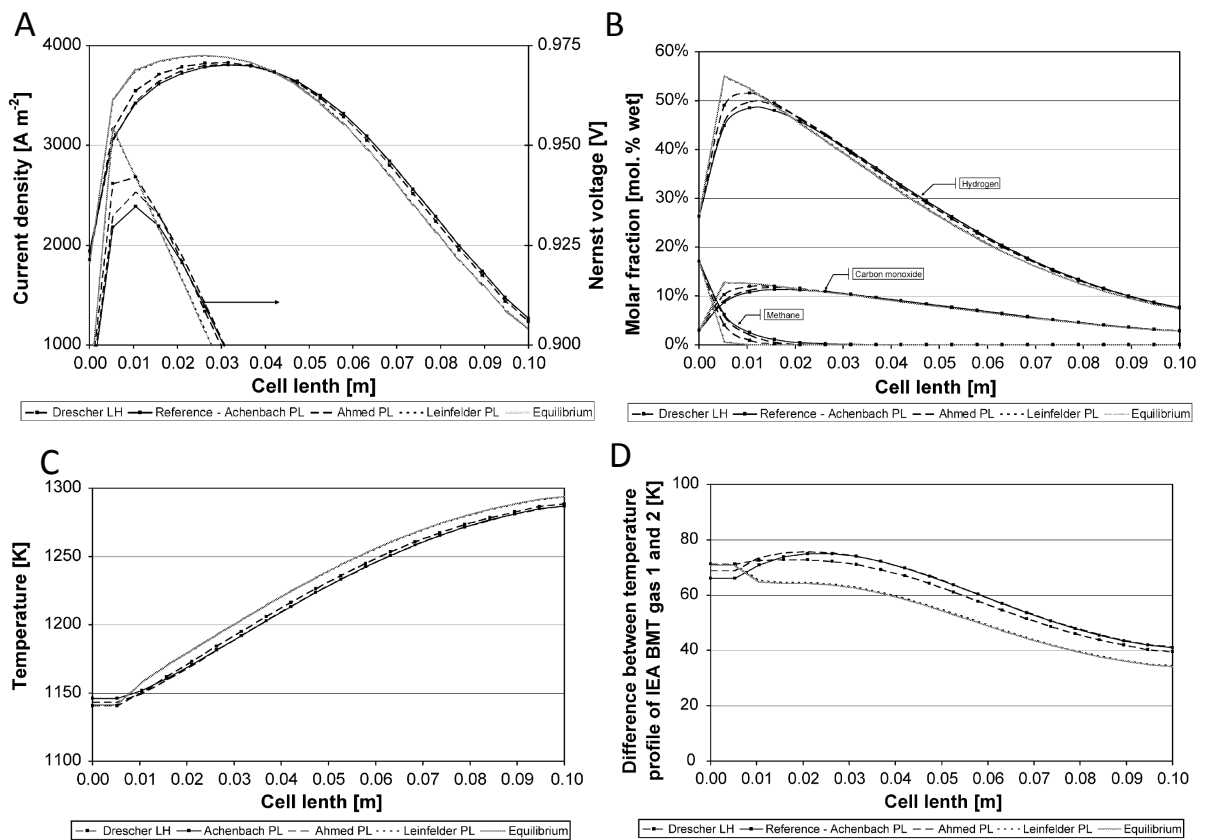 A
Current density [A m⁻²]
4000
3000
2000
1000
0.975
0.950
0.925
0.900
Nernst voltage [V]
0.00 0.01 0.02 0.03 0.04 0.05 0.06 0.07 0.08 0.09 0.10
Cell lenth [m]
Drescher LH Reference - Achenbach PL Ahmed PL Leinfelder PL Equilibrium
B
Molar fraction [mol. % wet]
60%
50%
40%
30%
20%
10%
0%
Hydrogen
Carbon monoxide
Methane
0.00 0.01 0.02 0.03 0.04 0.05 0.06 0.07 0.08 0.09 0.10
Cell lenth [m]
Drescher LH Reference - Achenbach PL Ahmed PL Leinfelder PL Equilibrium
C
Temperature [K]
1300
1250
1200
1150
1100
0.00 0.01 0.02 0.03 0.04 0.05 0.06 0.07 0.08 0.09 0.10
Cell lenth [m]
Drescher LH Achenbach PL Ahmed PL Leinfelder PL Equilibrium
D
Difference between temperature
profile of IEA BMT gas 1 and 2 [K]
100
80
60
40
20
0
0.00 0.01 0.02 0.03 0.04 0.05 0.06 0.07 0.08 0.09 0.10
Cell lenth [m]
Drescher LH Reference - Achenbach PL Ahmed PL Leinfelder PL Equilibrium